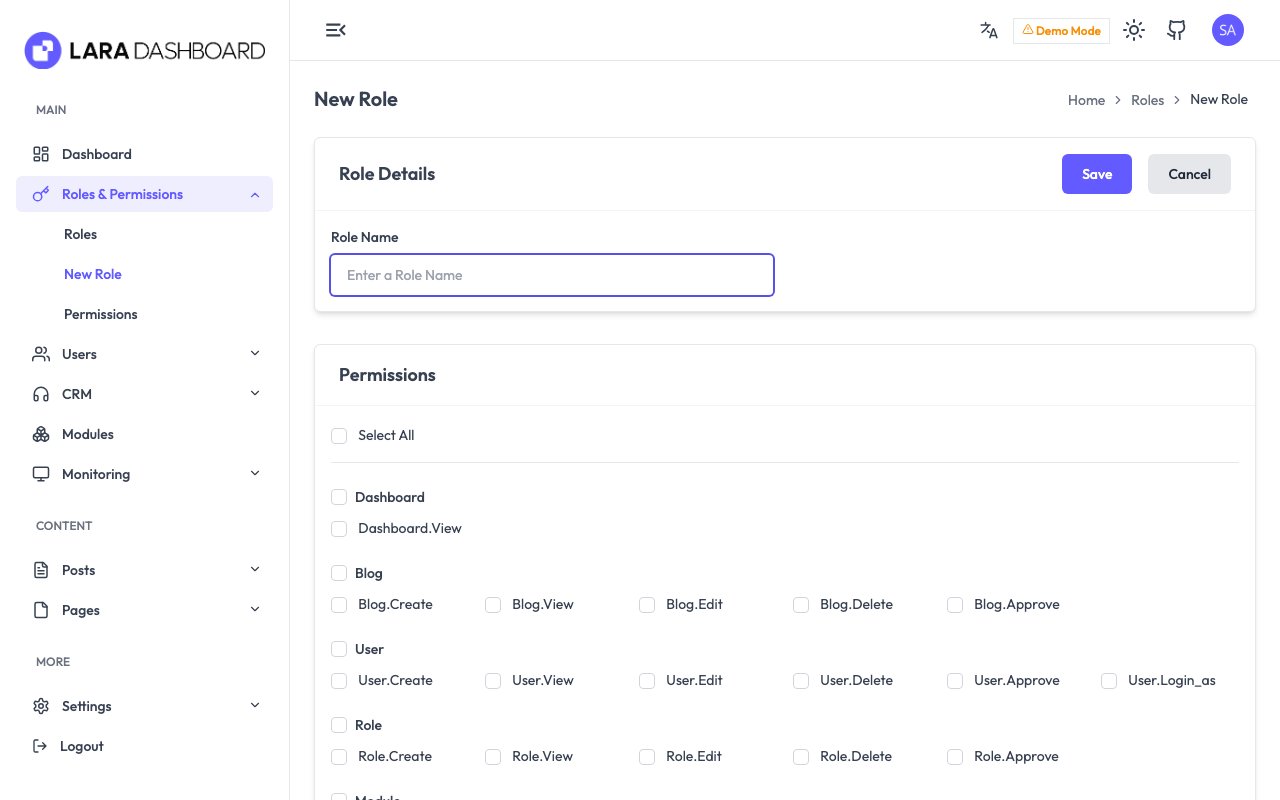 LARA DASHBOARD
MAIN
Dashboard
Roles & Permissions
Roles
New Role
Permissions
Users
CRM
Modules
Monitoring
CONTENT
Posts
Pages
MORE
Settings
Logout
Demo Mode
SA
New Role
Home > Roles > New Role
Role Details
Save
Cancel
Role Name
Enter a Role Name
Permissions
Select All
Dashboard
Dashboard.View
Blog
Blog.Create Blog.View Blog.Edit Blog.Delete Blog.Approve
User
User.Create User.View User.Edit User.Delete User.Approve User.Login_as
Role
Role.Create Role.View Role.Edit Role.Delete Role.Approve
Module